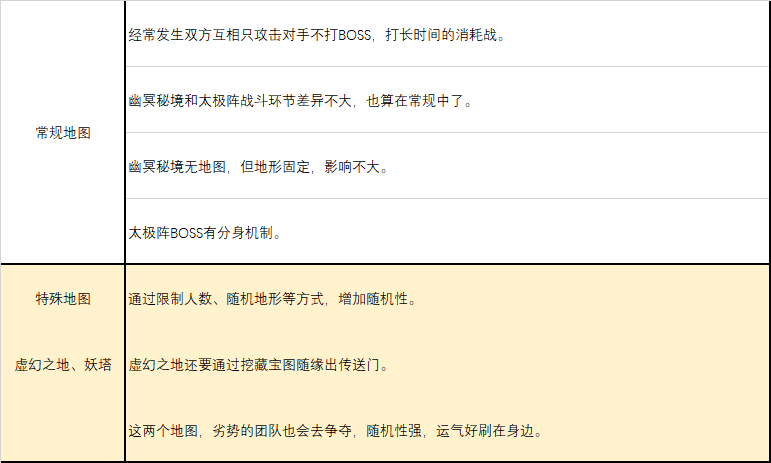 常规地图
经常发生双方互相只攻击对手不打BOSS，打长时间的消耗战。
幽冥秘境和太极阵战斗环节差异不大，也算在常规中了。
幽冥秘境无地图，但地形固定，影响不大。
太极阵BOSS有分身机制。
特殊地图
通过限制人数、随机地形等方式，增加随机性。
虚幻之地、妖塔
虚幻之地还要通过挖藏宝图随缘出传送门。
这两个地图，劣势的团队也会去争夺，随机性强，运气好刷在身边。